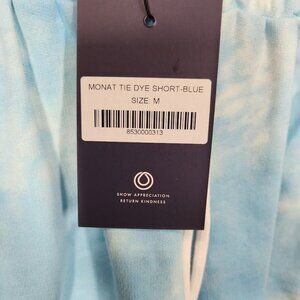 MONAT TIE DYE SHORT-BLUE
SIZE: M
8530000313
SHOW APPRECIATION
RETURN KINDNESS